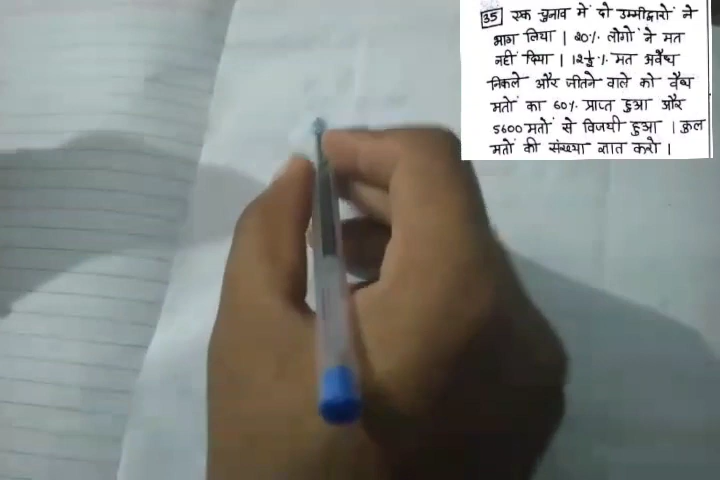 35 एक चुनाव में दो उम्मीद्वारों ने
भाग लिया | 20% लोगों ने मत
नहीं दिया | 12½% मत अवैध
निकले और जीतने वाले को वैध
मतों का 60% प्राप्त हुआ और
5600 मतों से विजयी हुआ | कुल
मतों की संख्या ज्ञात करो |